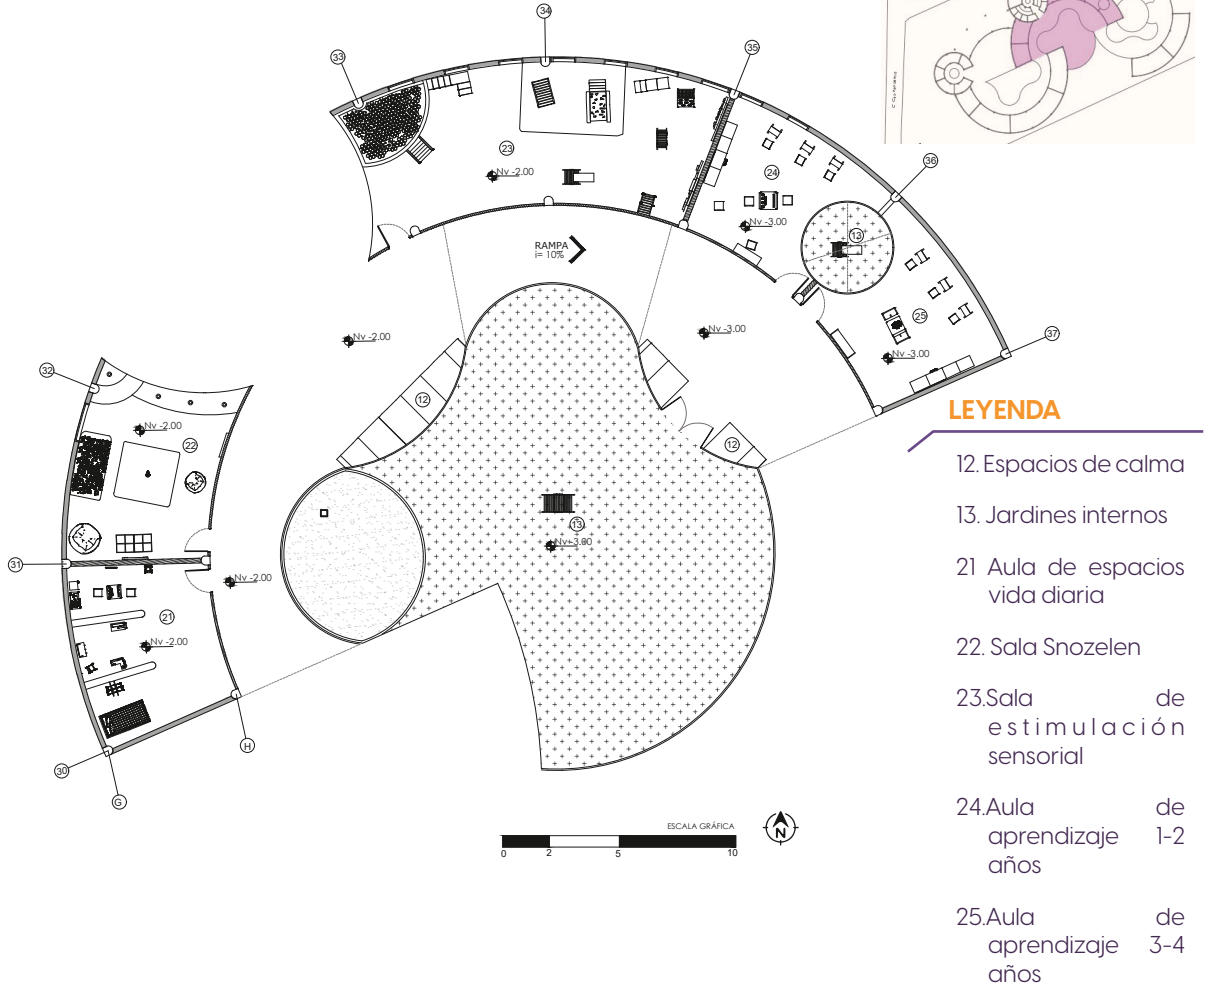 34
33
35
23
Nv -2.00
24
36
Nv -3.00
13
RAMPA
i= 10%
25
Nv -2.00
Nv -3.00
Nv -3.00
37
32
12
Nv -2.00
22
12
13
Nv -3.00
31
Nv -2.00
21
Nv -2.00
H
30
G
ESCALA GRÁFICA
0 2 5 10
N
LEYENDA
12. Espacios de calma
13. Jardines internos
21 Aula de espacios
vida diaria
22. Sala Snozelen
23.Sala de
estimulación
sensorial
24.Aula de
aprendizaje 1-2
años
25.Aula de
aprendizaje 3-4
años